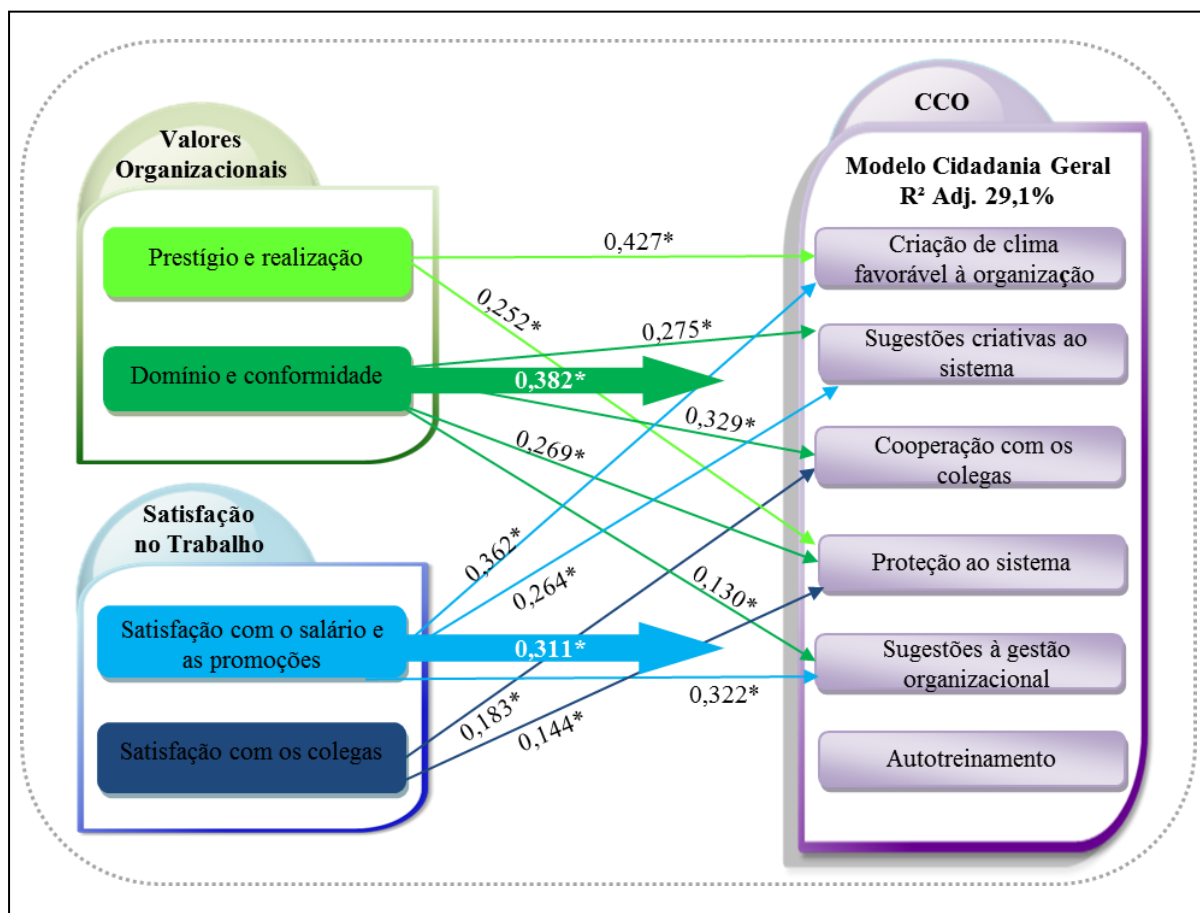 Valores
Organizacionais
Prestígio e realização
Domínio e conformidade
Satisfação
no Trabalho
Satisfação com o salário e
as promoções
Satisfação com os colegas
0,427*
0,252*
0,275*
0,382*
0,329*
0,269*
0,362*
0,264*
0,130*
0,311*
0,322*
0,183*
0,144*
CCO
Modelo Cidadania Geral
R² Adj. 29,1%
Criação de clima
favorável à organização
Sugestões criativas ao
sistema
Cooperação com os
colegas
Proteção ao sistema
Sugestões à gestão
organizacional
Autotreinamento